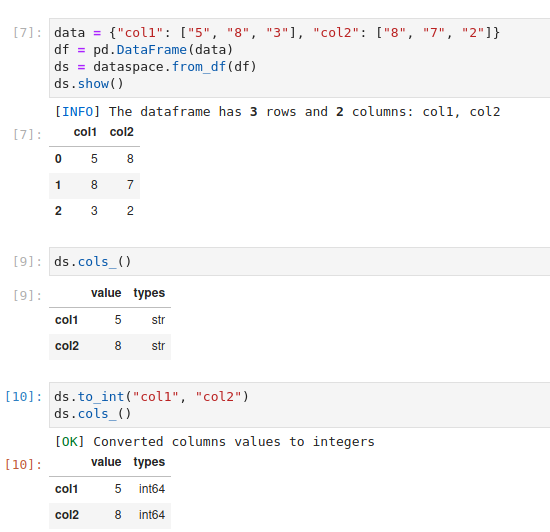 [7]: data = {"col1": ["5", "8", "3"], "col2": ["8", "7", "2"]}
df = pd.DataFrame(data)
ds = dataspace.from_df(df)
ds.show()
[INFO] The dataframe has 3 rows and 2 columns: col1, col2
[7]: col1 col2
0 5 8
1 8 7
2 3 2
[9]: ds.cols_()
[9]: value types
col1 5 str
col2 8 str
[10]: ds.to_int("col1", "col2")
ds.cols_()
[OK] Converted columns values to integers
[10]: value types
col1 5 int64
col2 8 int64